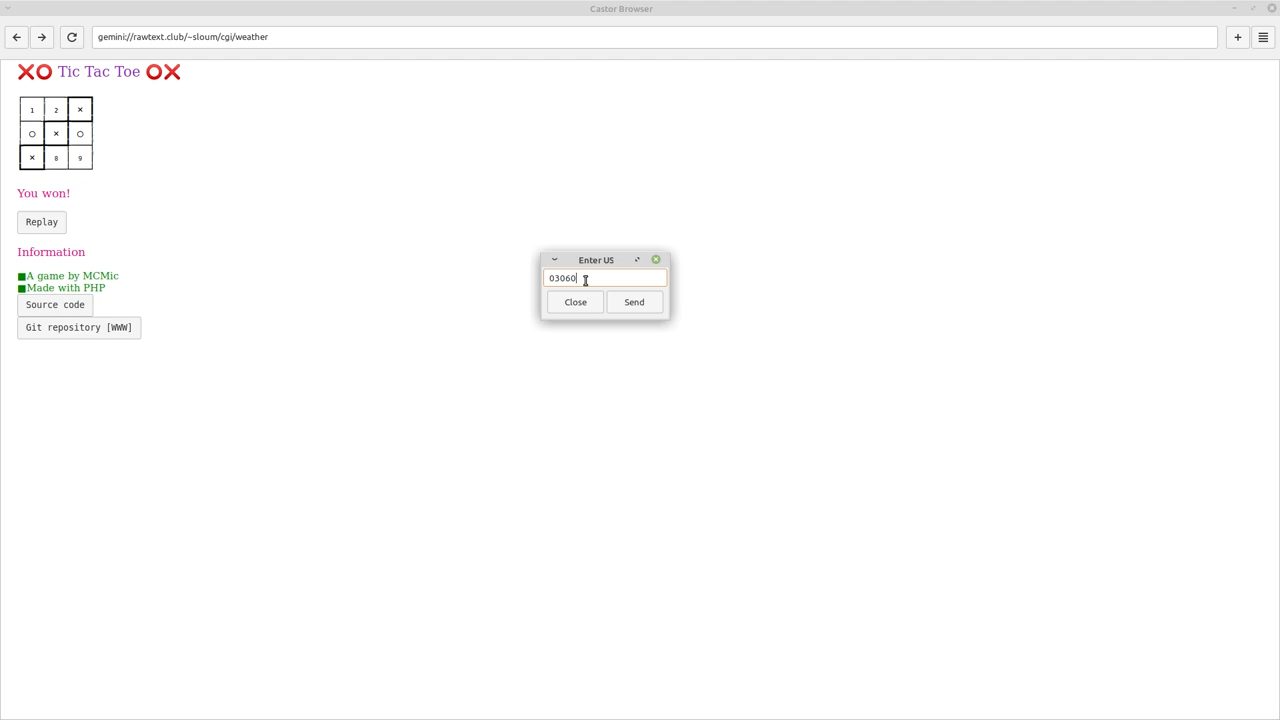 Castor Browser
gemini://rawtext.club/~sloum/cgi/weather
❌⭕ Tic Tac Toe ⭕❌
1 2 ×
○ × ○
× 8 9
You won!
Replay
Information
■A game by MCMic
■Made with PHP
Source code
Git repository [WWW]
Enter US
03060
Close Send